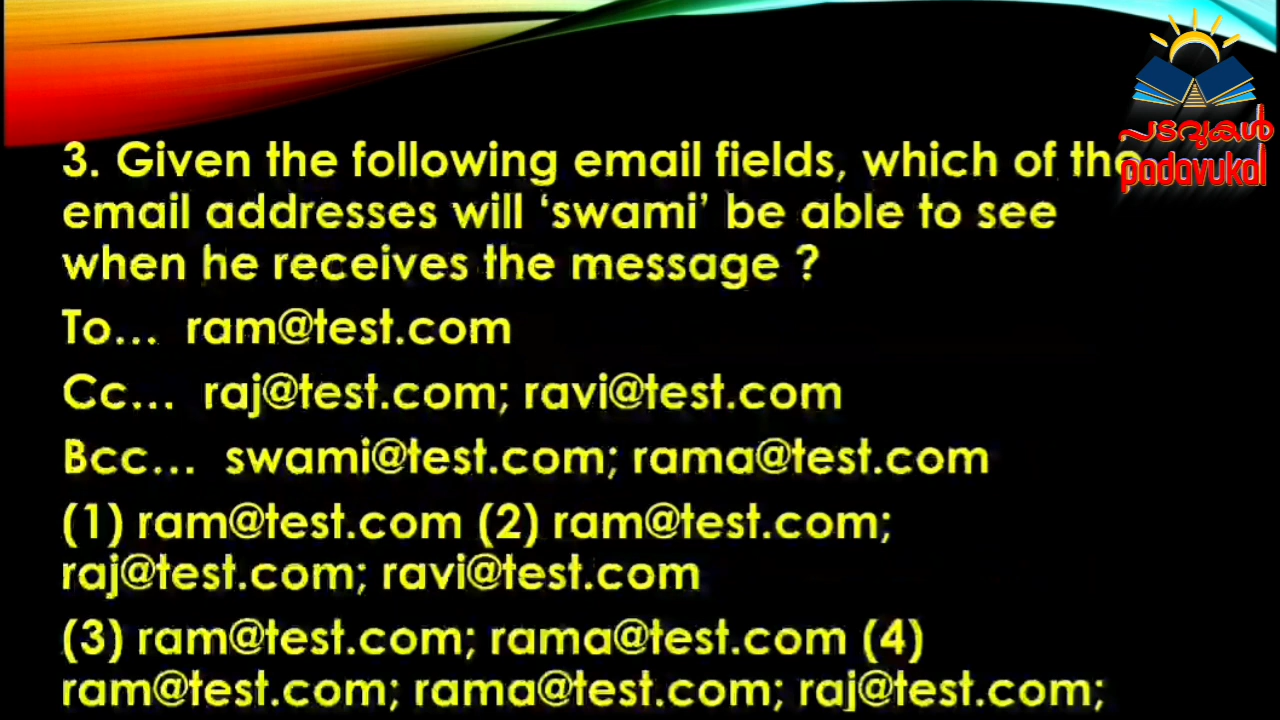 3. Given the following email fields, which of the
email addresses will ‘swami’ be able to see
when he receives the message ?
To... ram@test.com
Cc... raj@test.com; ravi@test.com
Bcc... swami@test.com; rama@test.com
(1) ram@test.com (2) ram@test.com;
raj@test.com; ravi@test.com
(3) ram@test.com; rama@test.com (4)
ram@test.com; rama@test.com; raj@test.com;
പടവുകൾ
padavukal